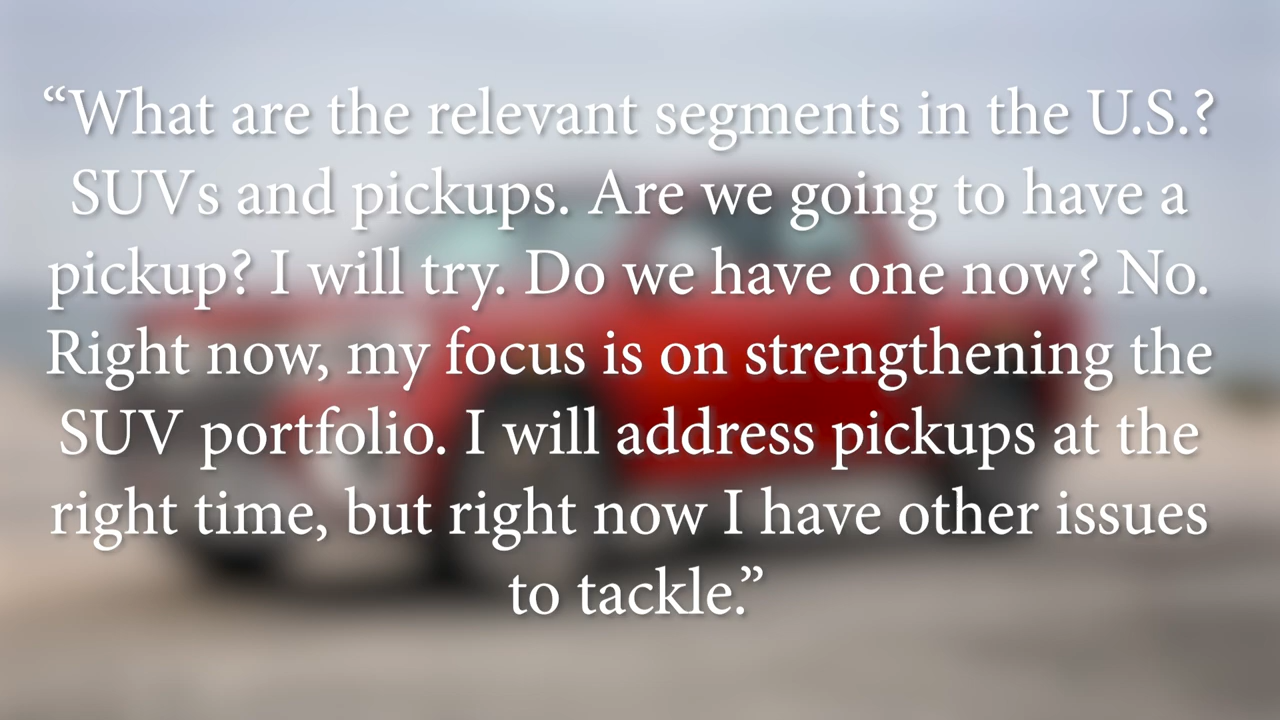 “What are the relevant segments in the U.S.?
SUVs and pickups. Are we going to have a
pickup? I will try. Do we have one now? No.
Right now, my focus is on strengthening the
SUV portfolio. I will address pickups at the
right time, but right now I have other issues
to tackle.”